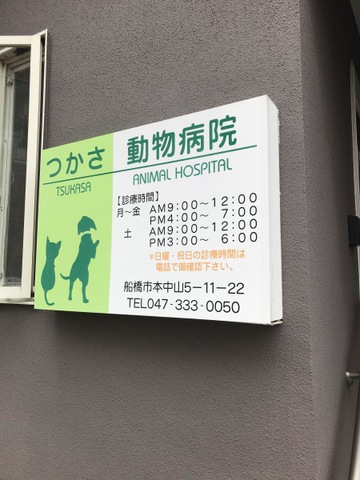 つかさ 動物病院
TSUKASA ANIMAL HOSPITAL
【診療時間】
月〜金 AM9:00〜12:00
PM4:00〜 7:00
土 AM9:00〜12:00
PM3:00〜 6:00
*日曜・祝日の診療時間は
電話で御確認下さい。
船橋市本中山5-11-22
TEL047-333-0050